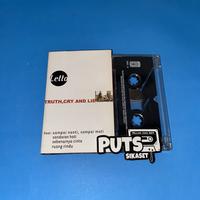 Letto
TRUTH,CRY AND LIE
feat: sampai nanti, sampai mati
sandaran hati
sebenarnya cinta
ruang rindu
PUTS
SIKASET